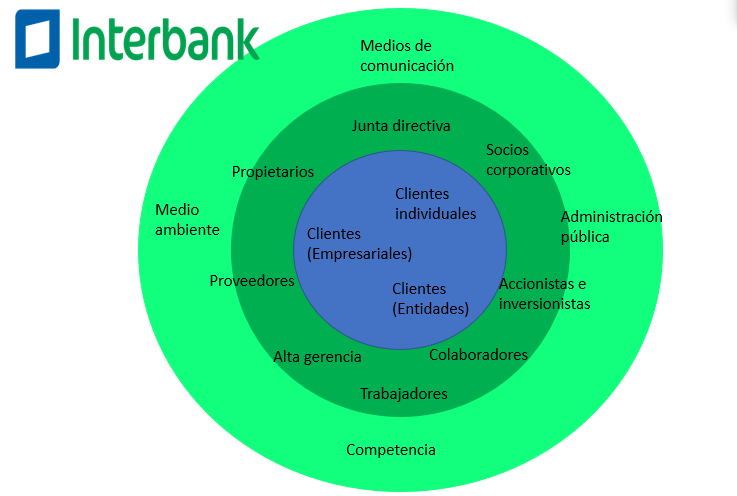 Interbank
Medios de
comunicación
Junta directiva
Socios
corporativos
Propietarios
Clientes
individuales
Medio
ambiente
Administración
pública
Clientes
(Empresariales)
Proveedores
Accionistas e
inversionistas
Clientes
(Entidades)
Alta gerencia
Colaboradores
Trabajadores
Competencia